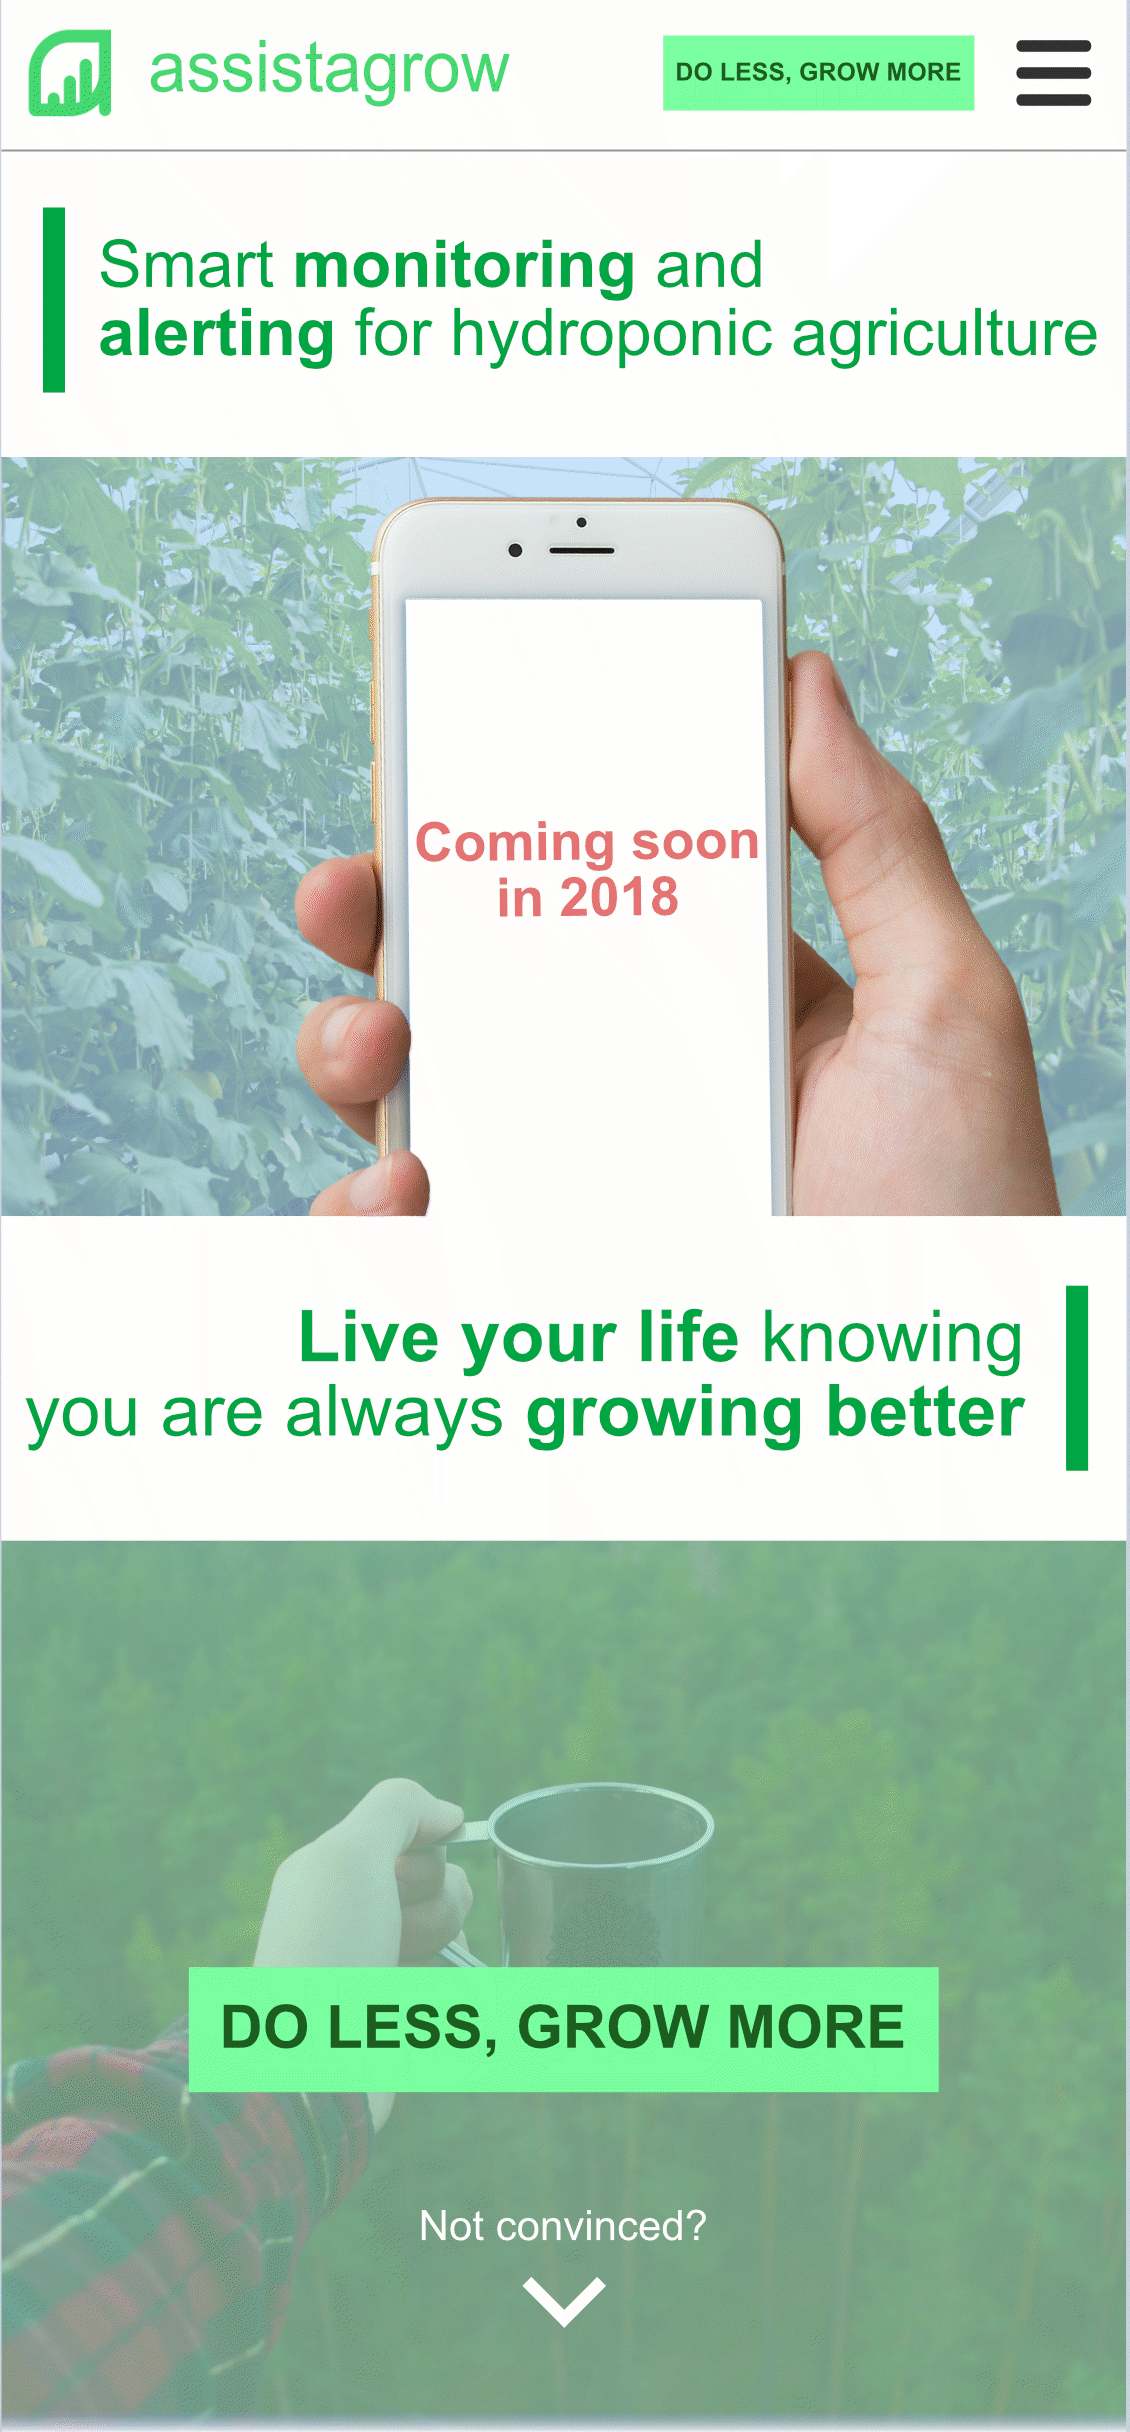 assistagrow
DO LESS, GROW MORE
Smart monitoring and
alerting for hydroponic agriculture
Coming soon
in 2018
Live your life knowing
you are always growing better
DO LESS, GROW MORE
Not convinced?